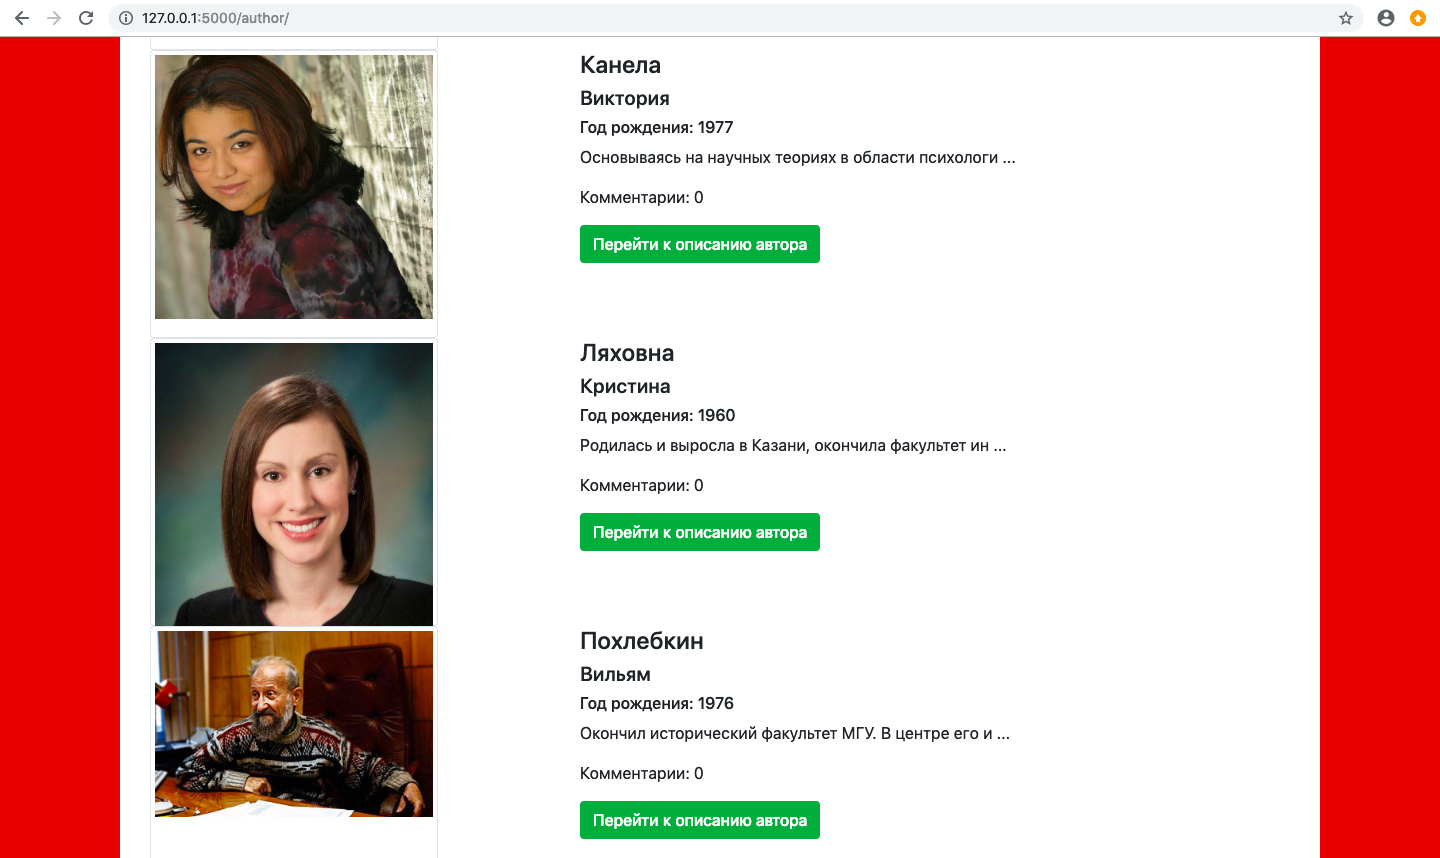 127.0.0.1:5000/author/
Канела
Виктория
Год рождения: 1977
Основываясь на научных теориях в области психологи ...
Комментарии: 0
Перейти к описанию автора
Ляховна
Кристина
Год рождения: 1960
Родилась и выросла в Казани, окончила факультет ин ...
Комментарии: 0
Перейти к описанию автора
Похлебкин
Вильям
Год рождения: 1976
Окончил исторический факультет МГУ. В центре его и ...
Комментарии: 0
Перейти к описанию автора